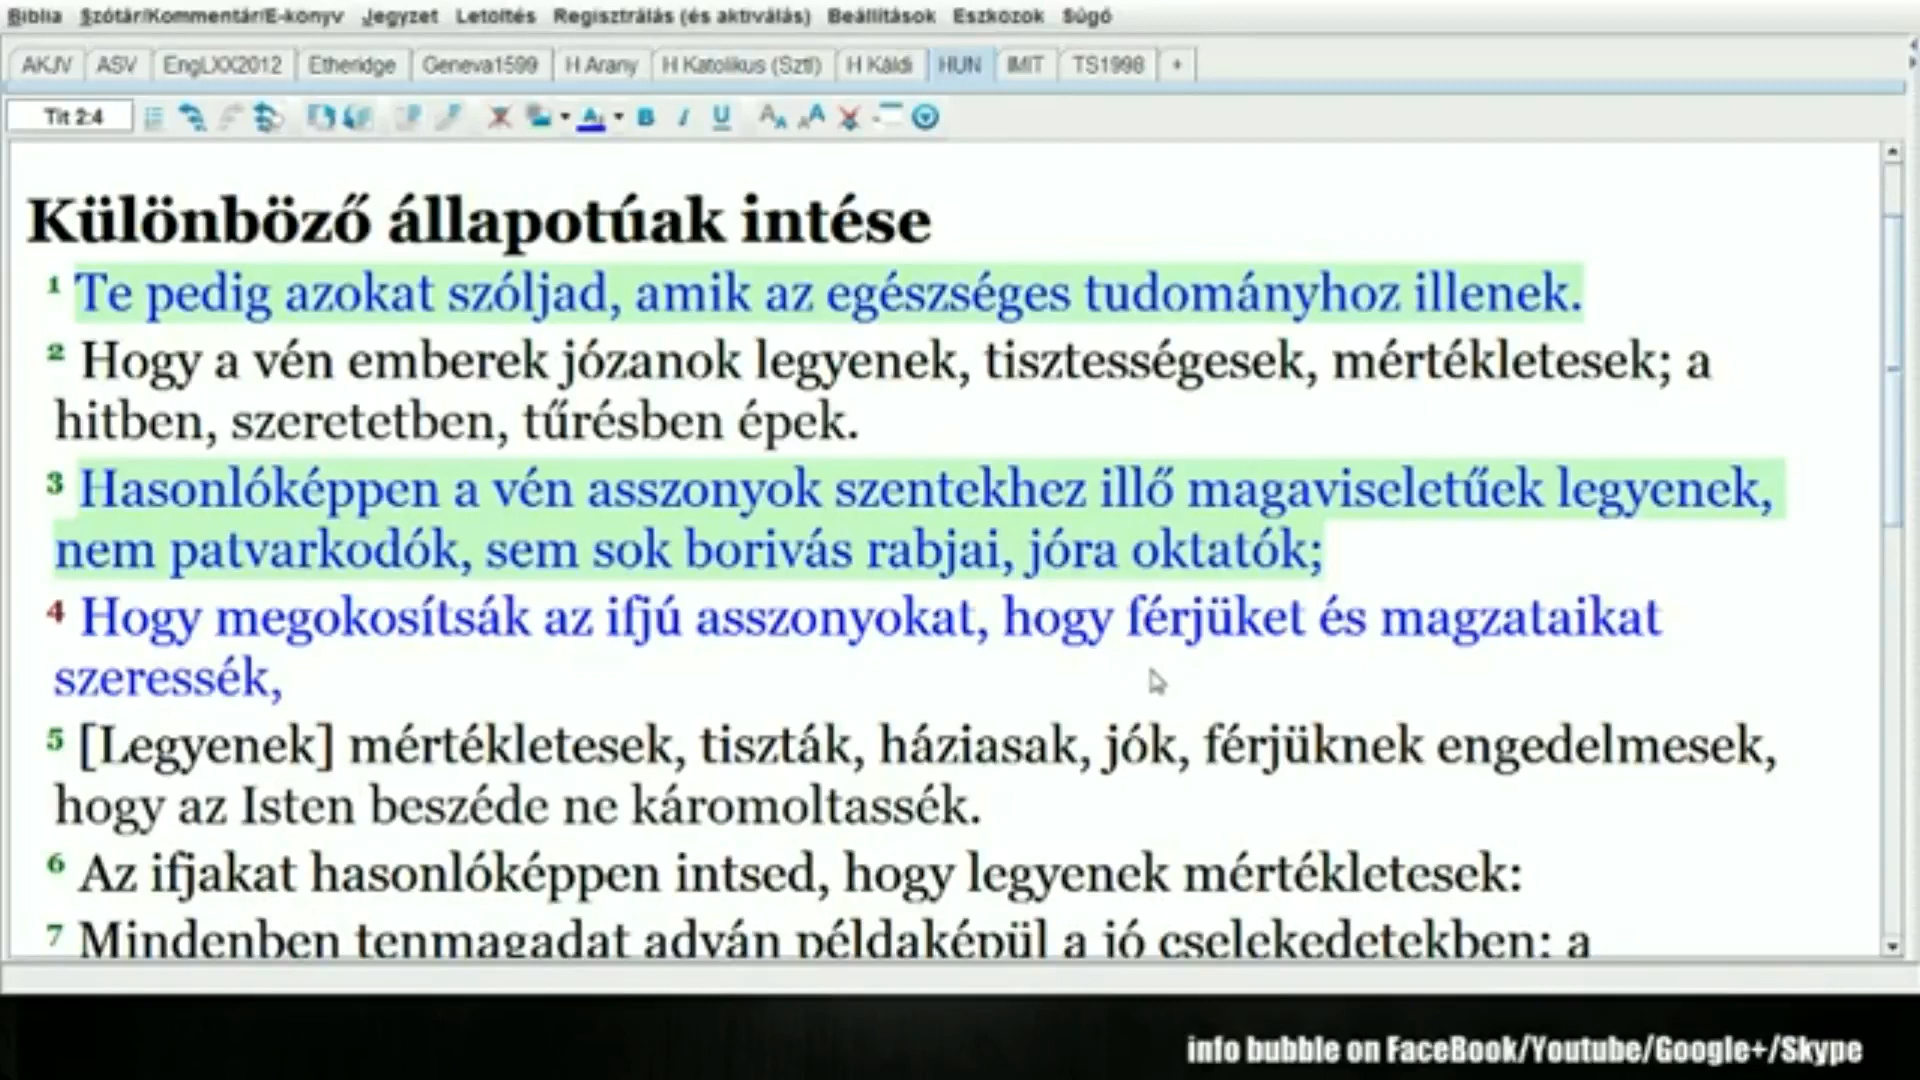 Biblia Szótár/Kommentár/E-könyv Jegyzet Letöltés Regisztrálás (és aktiválás) Beállítások Eszközök Súgó
AKJV ASV EngLXX2012 Etheridge Geneva1599 H Arany H Katolikus (SztI) H Káldi HUN IMIT TS1998 +
Tit 2:4
Különböző állapotúak intése
1 Te pedig azokat szóljad, amik az egészséges tudományhoz illenek.
2 Hogy a vén emberek józanok legyenek, tisztességesek, mértékletesek; a
hitben, szeretetben, tűrésben épek.
3 Hasonlóképpen a vén asszonyok szentekhez illő magaviseletűek legyenek,
nem patvarkodók, sem sok borivás rabjai, jóra oktatók;
4 Hogy megokosítsák az ifjú asszonyokat, hogy férjüket és magzataikat
szeressék,
5 [Legyenek] mértékletesek, tiszták, háziasak, jók, férjüknek engedelmesek,
hogy az Isten beszéde ne káromoltassék.
6 Az ifjakat hasonlóképpen intsed, hogy legyenek mértékletesek:
7 Mindenben tenmagadat adván példaképül a jó cselekedetekben; a
info bubble on FaceBook/Youtube/Google+/Skype